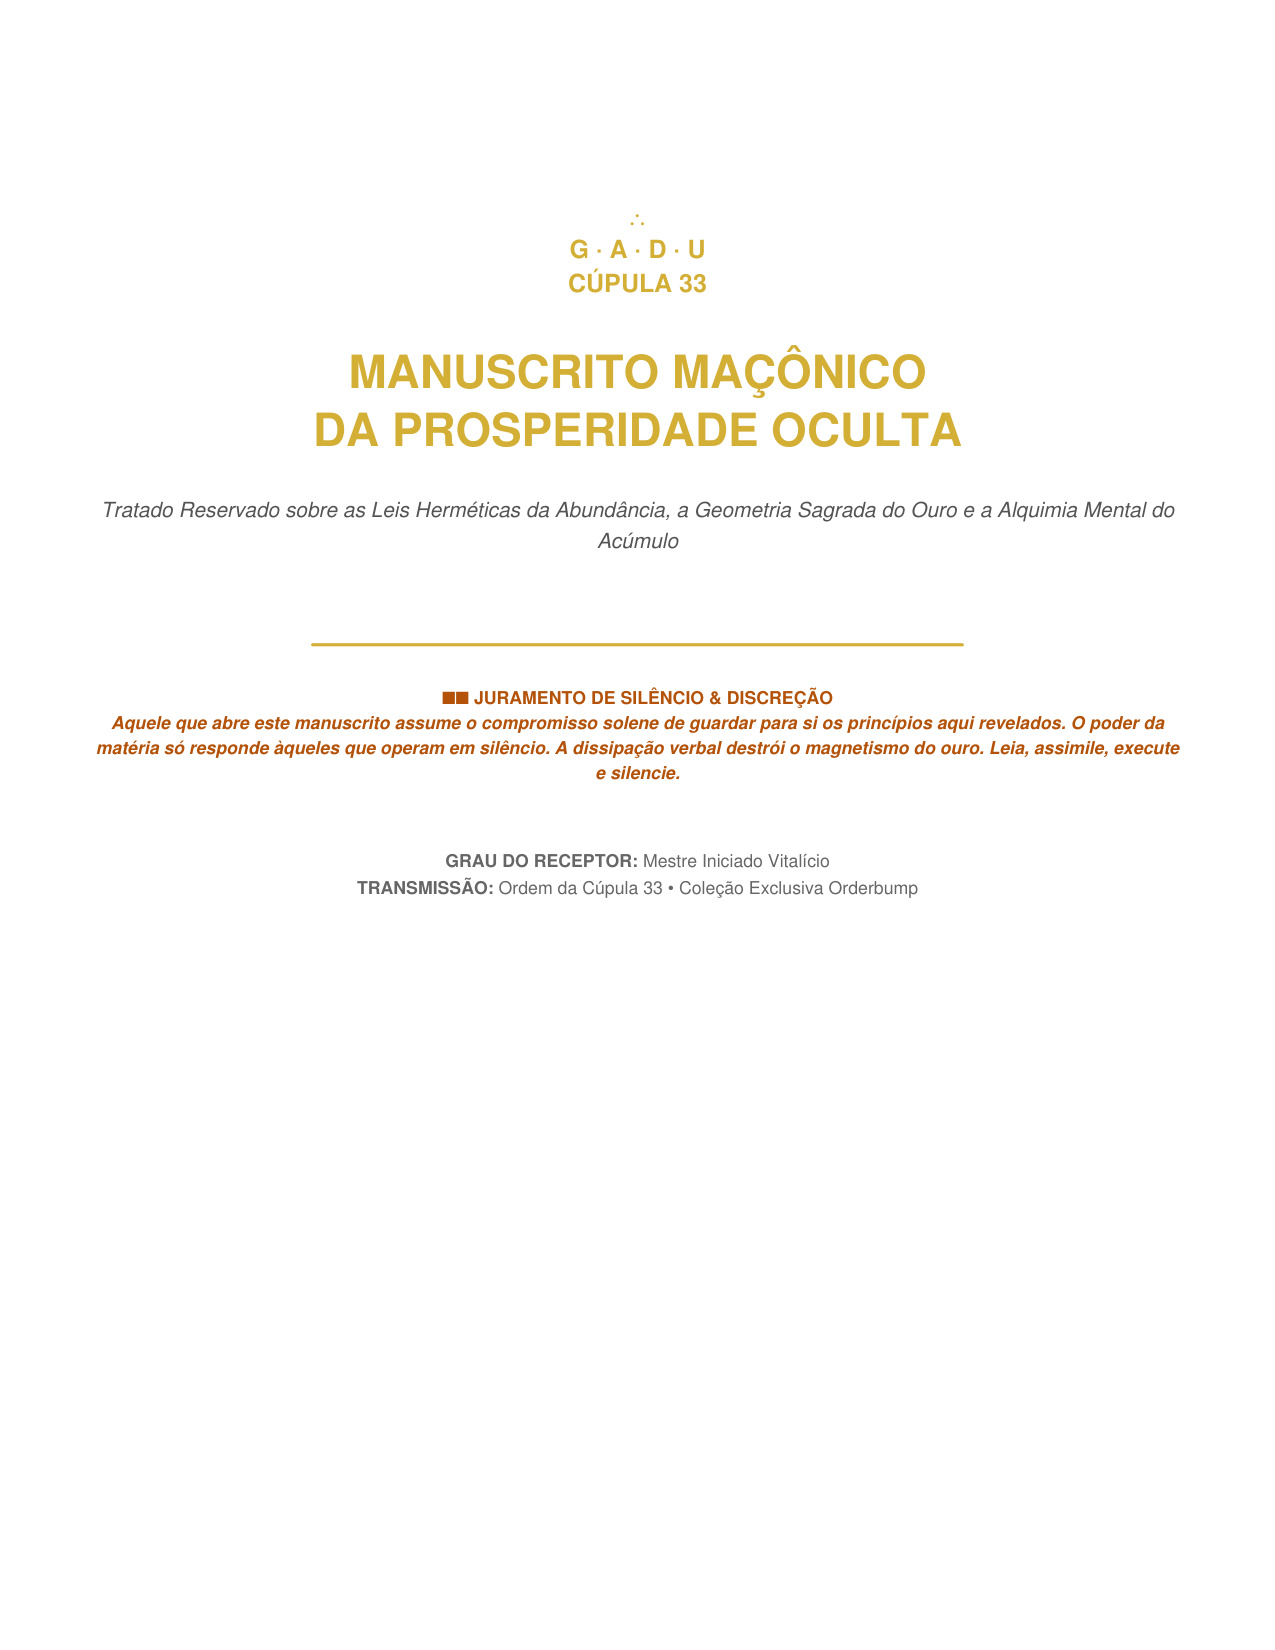 ∴
G · A · D · U
CÚPULA 33
MANUSCRITO MAÇÔNICO
DA PROSPERIDADE OCULTA
Tratado Reservado sobre as Leis Herméticas da Abundância, a Geometria Sagrada do Ouro e a Alquimia Mental do
Acúmulo
■■ JURAMENTO DE SILÊNCIO & DISCREÇÃO
Aquele que abre este manuscrito assume o compromisso solene de guardar para si os princípios aqui revelados. O poder da
matéria só responde àqueles que operam em silêncio. A dissipação verbal destrói o magnetismo do ouro. Leia, assimile, execute
e silencie.
GRAU DO RECEPTOR: Mestre Iniciado Vitalício
TRANSMISSÃO: Ordem da Cúpula 33 • Coleção Exclusiva Orderbump